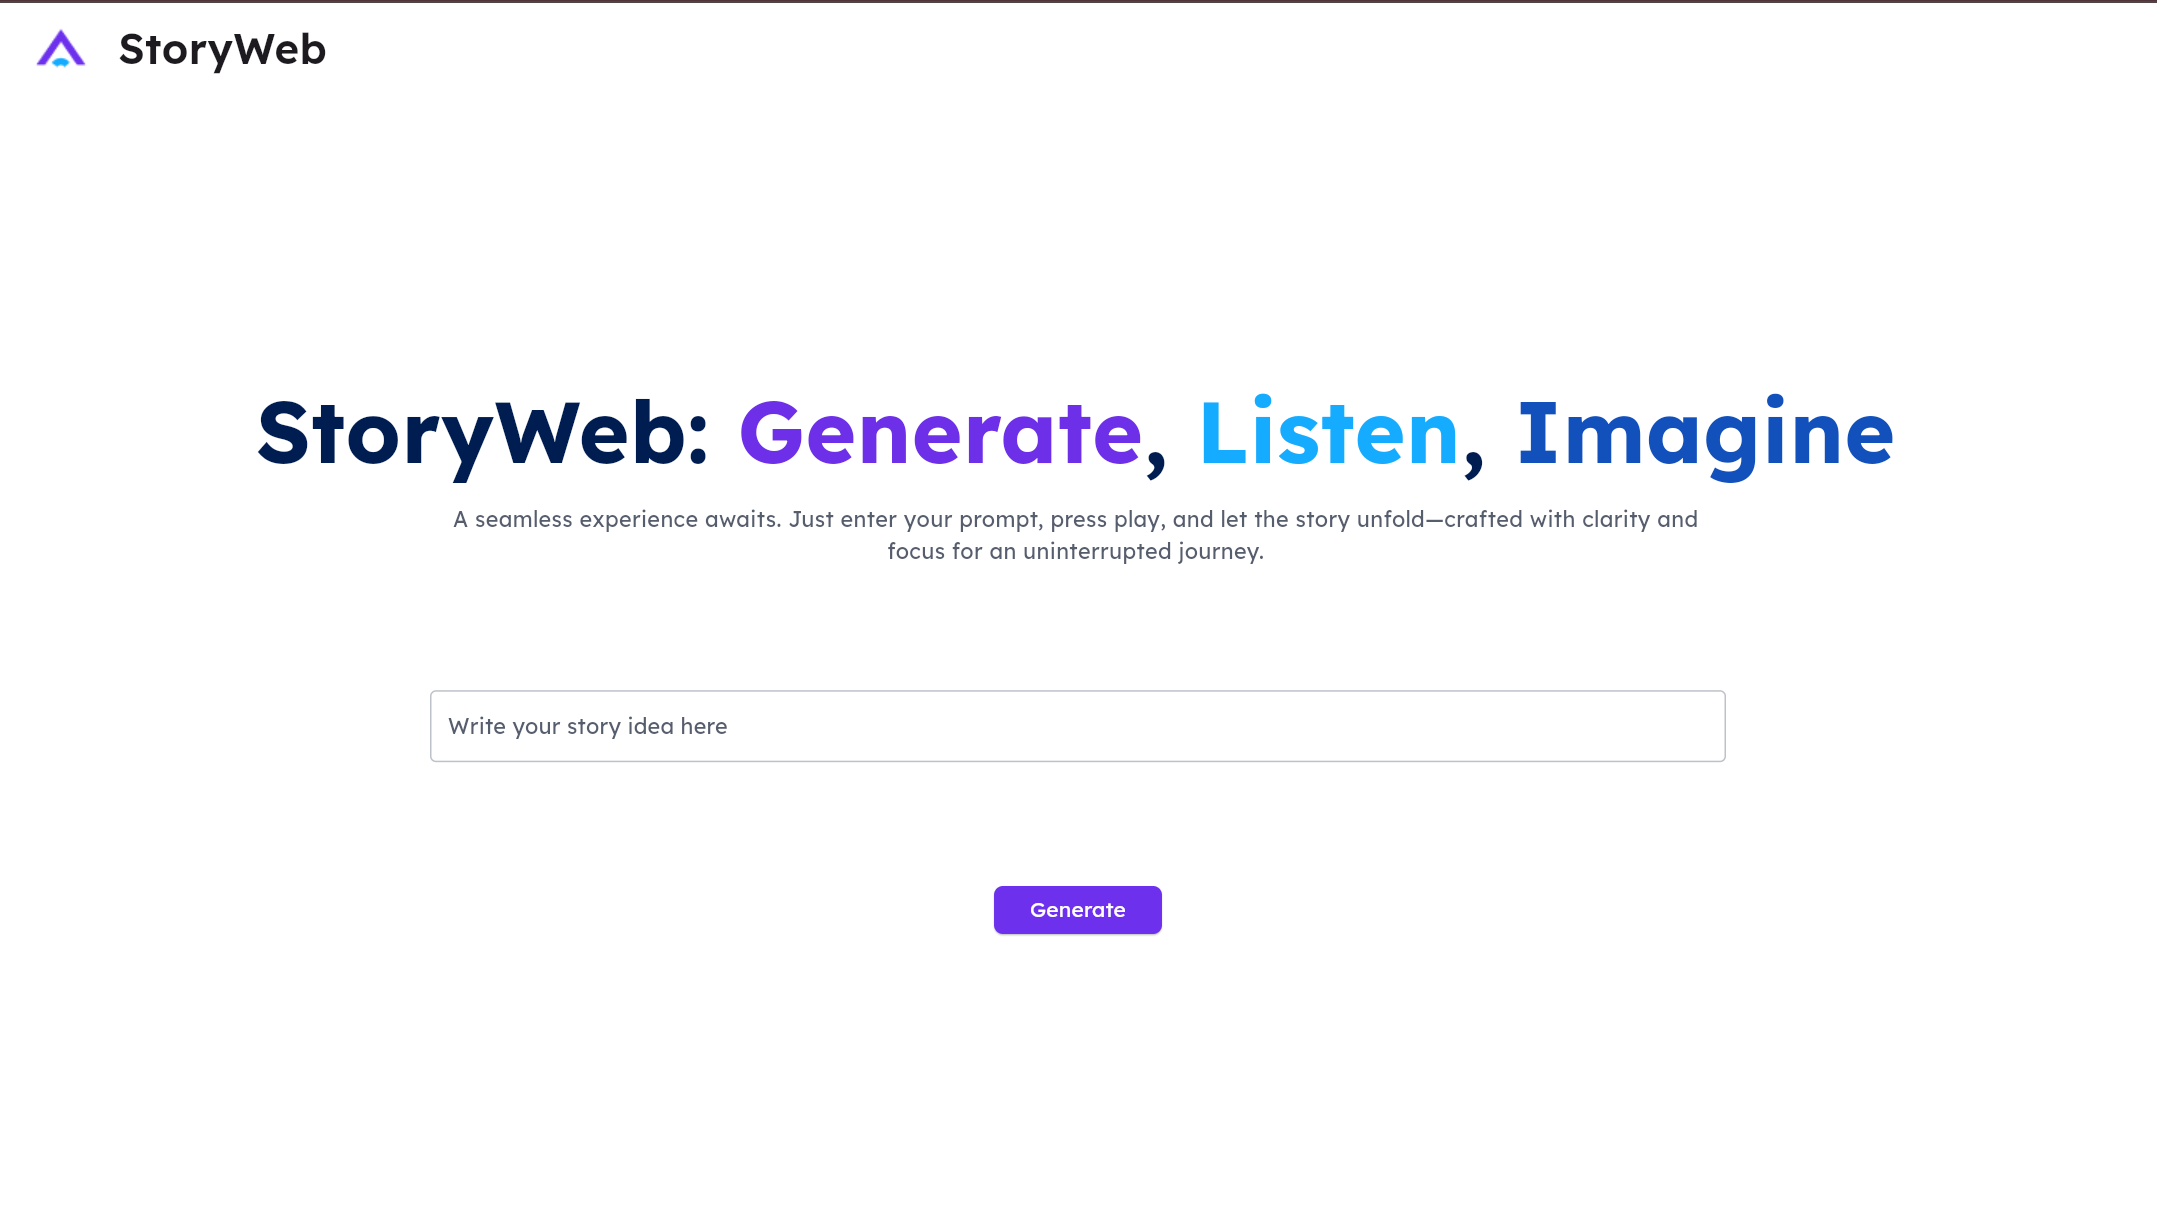 StoryWeb
StoryWeb: Generate, Listen, Imagine
A seamless experience awaits. Just enter your prompt, press play, and let the story unfold—crafted with clarity and
focus for an uninterrupted journey.
Write your story idea here
Generate